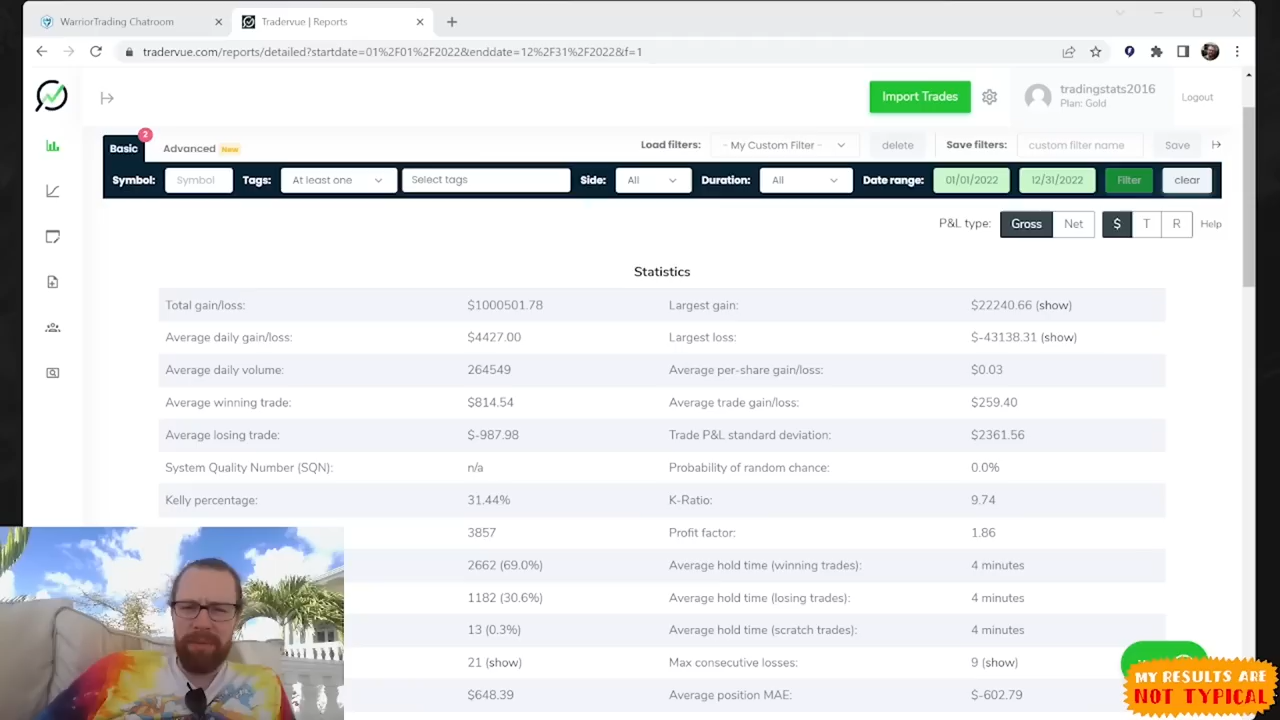 WarriorTrading Chatroom
Tradervue | Reports
tradervue.com/reports/detailed?startdate=01%2F01%2F2022&enddate=12%2F31%2F2022&f=1
Import Trades
tradingstats2016
Plan: Gold
Logout
Basic 2
Advanced New
Load filters: - My Custom Filter - delete Save filters: custom filter name Save
Symbol: Symbol Tags: At least one Select tags Side: All Duration: All Date range: 01/01/2022 12/31/2022 Filter clear
P&L type: Gross Net $ T R Help
Statistics
Total gain/loss: $1000501.78 Largest gain: $22240.66 (show)
Average daily gain/loss: $4427.00 Largest loss: $-43138.31 (show)
Average daily volume: 264549 Average per-share gain/loss: $0.03
Average winning trade: $814.54 Average trade gain/loss: $259.40
Average losing trade: $-987.98 Trade P&L standard deviation: $2361.56
System Quality Number (SQN): n/a Probability of random chance: 0.0%
Kelly percentage: 31.44% K-Ratio: 9.74
3857 Profit factor: 1.86
2662 (69.0%) Average hold time (winning trades): 4 minutes
1182 (30.6%) Average hold time (losing trades): 4 minutes
13 (0.3%) Average hold time (scratch trades): 4 minutes
21 (show) Max consecutive losses: 9 (show)
$648.39 Average position MAE: $-602.79
MY RESULTS ARE
NOT TYPICAL